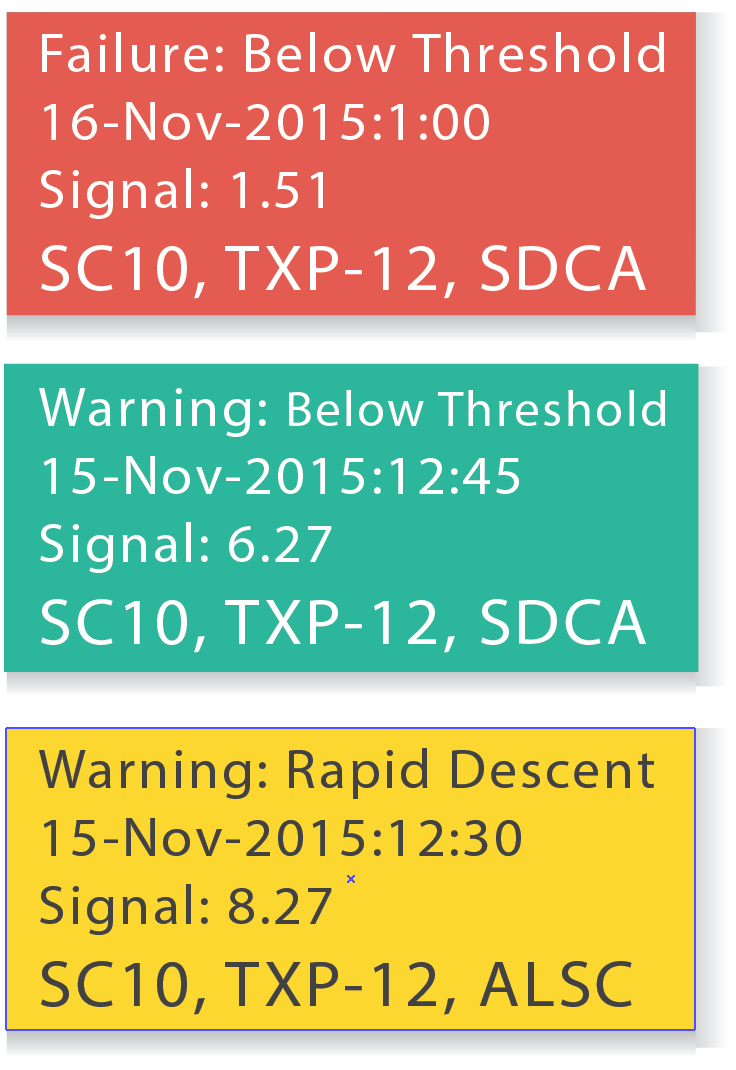 Failure: Below Threshold
16-Nov-2015:1:00
Signal: 1.51
SC10, TXP-12, SDCA
Warning: Below Threshold
15-Nov-2015:12:45
Signal: 6.27
SC10, TXP-12, SDCA
Warning: Rapid Descent
15-Nov-2015:12:30
Signal: 8.27
SC10, TXP-12, ALSC